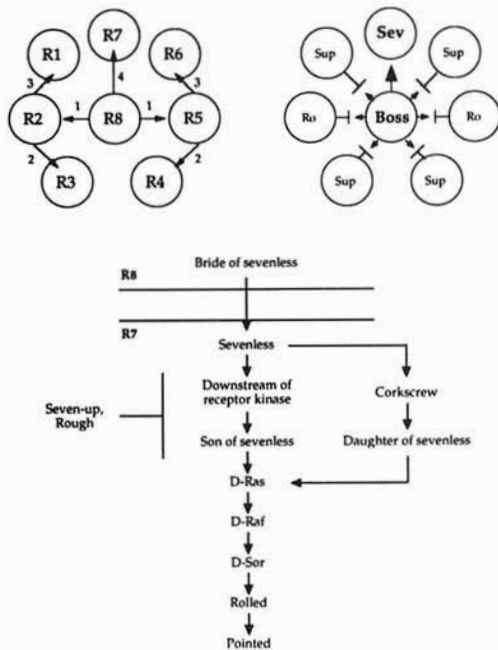 R7
R1
R6
3
4
3
R2
1
R8
1
R5
2
2
R3
R4
Sev
Sup
Sup
Ro
Boss
Ro
Sup
Sup
Bride of sevenless
R8
R7
Sevenless
Downstream of
receptor kinase
Corkscrew
Seven-up,
Rough
Son of sevenless
Daughter of sevenless
D-Ras
D-Raf
D-Sor
Rolled
Pointed